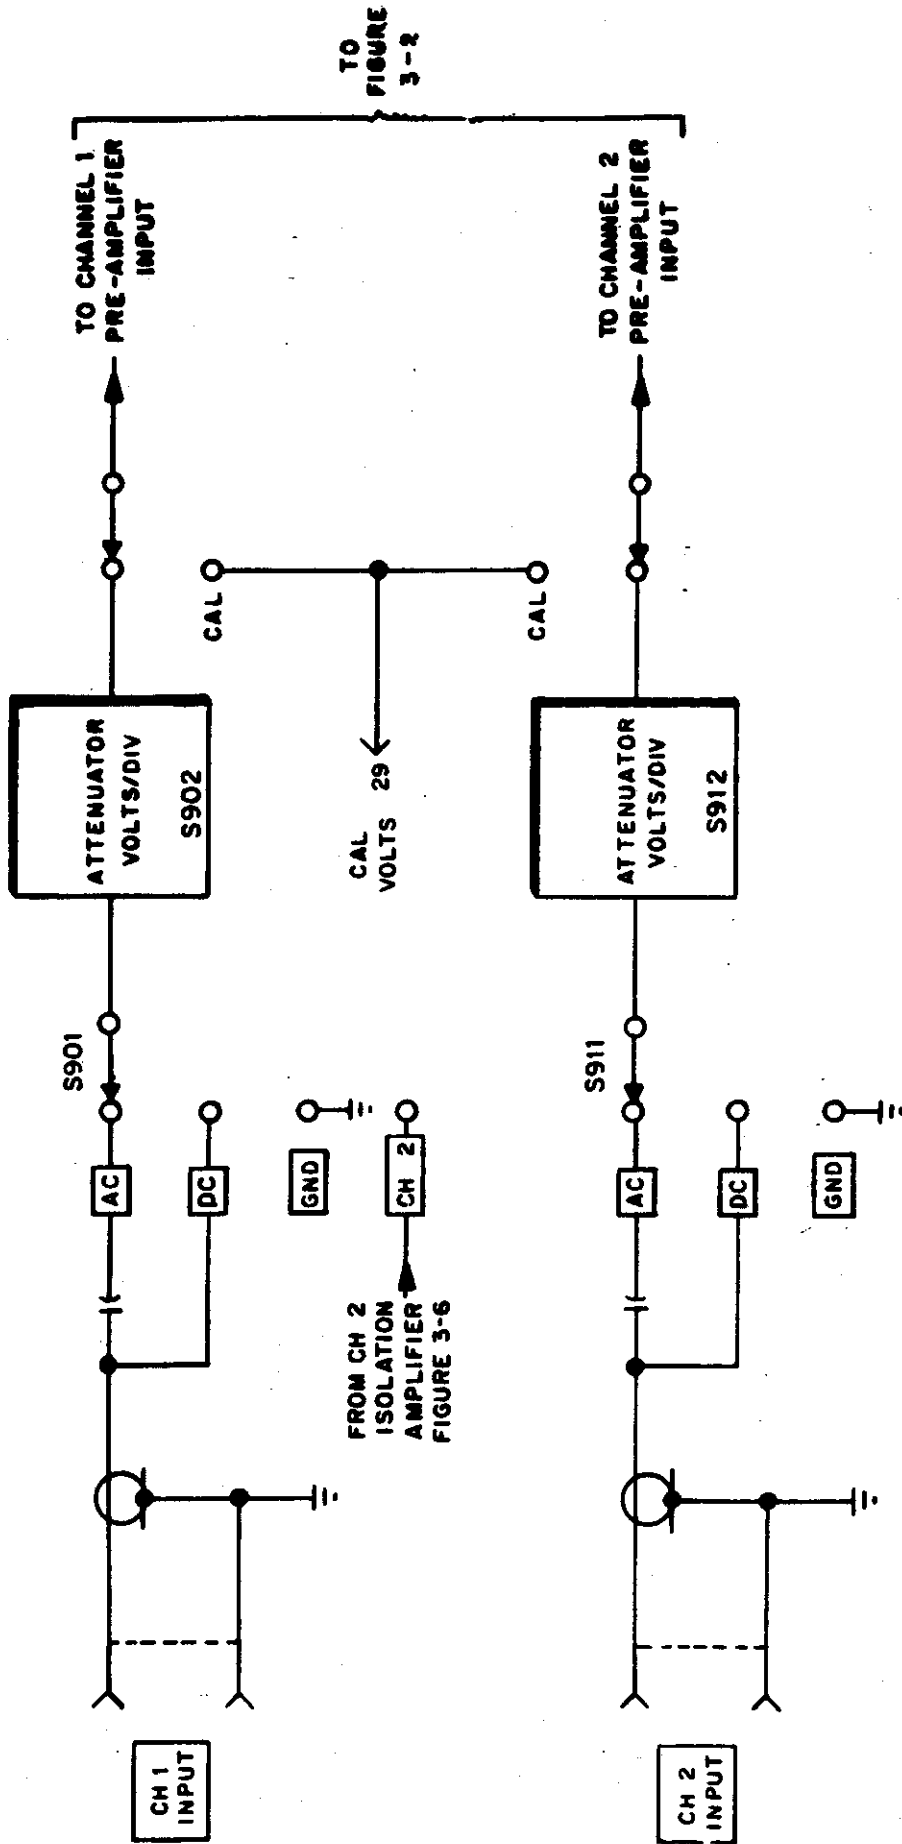 TO CHANNEL 1
PRE-AMPLIFIER
INPUT
TO
FIGURE
3-2
S901
ATTENUATOR
VOLTS/DIV
S902
CH 1
INPUT
AC
DC
GND
CAL
FROM CH 2
ISOLATION
AMPLIFIER
FIGURE 3-6
CH 2
CAL
VOLTS 29
CAL
TO CHANNEL 2
PRE-AMPLIFIER
INPUT
S911
ATTENUATOR
VOLTS/DIV
S912
CH 2
INPUT
AC
DC
GND